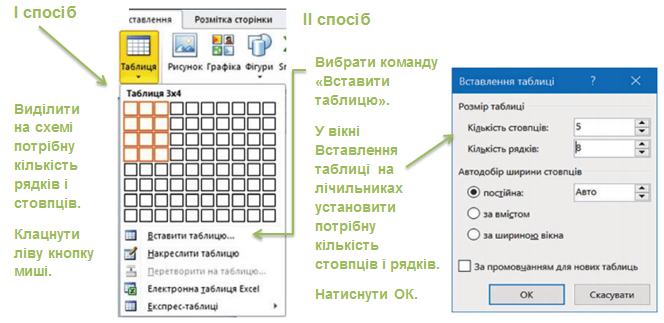 І спосіб
Виділити
на схемі
потрібну
кількість
рядків і
стовпців.
Клацнути
ліву кнопку
миші.
ставлення
Розмітка сторінки
Таблиця
Рисунок
Графіка
Фігури
Таблиця 3x4
Вставити таблицю...
Накреслити таблицю
Перетворити на таблицю...
Електронна таблиця Excel
Експрес-таблиці
ІІ спосіб
Вибрати команду
«Вставити
таблицю».
У вікні
Вставлення
таблиці на
лічильниках
установити
потрібну
кількість
стовпців і рядків.
Натиснути ОК.
Вставлення таблиці ? ×
Розмір таблиці
Кількість стовпців: 5
Кількість рядків: 8
Автодобір ширини стовпців
постійна: Авто
за вмістом
за шириною вікна
За промовчанням для нових таблиць
ОК
Скасувати